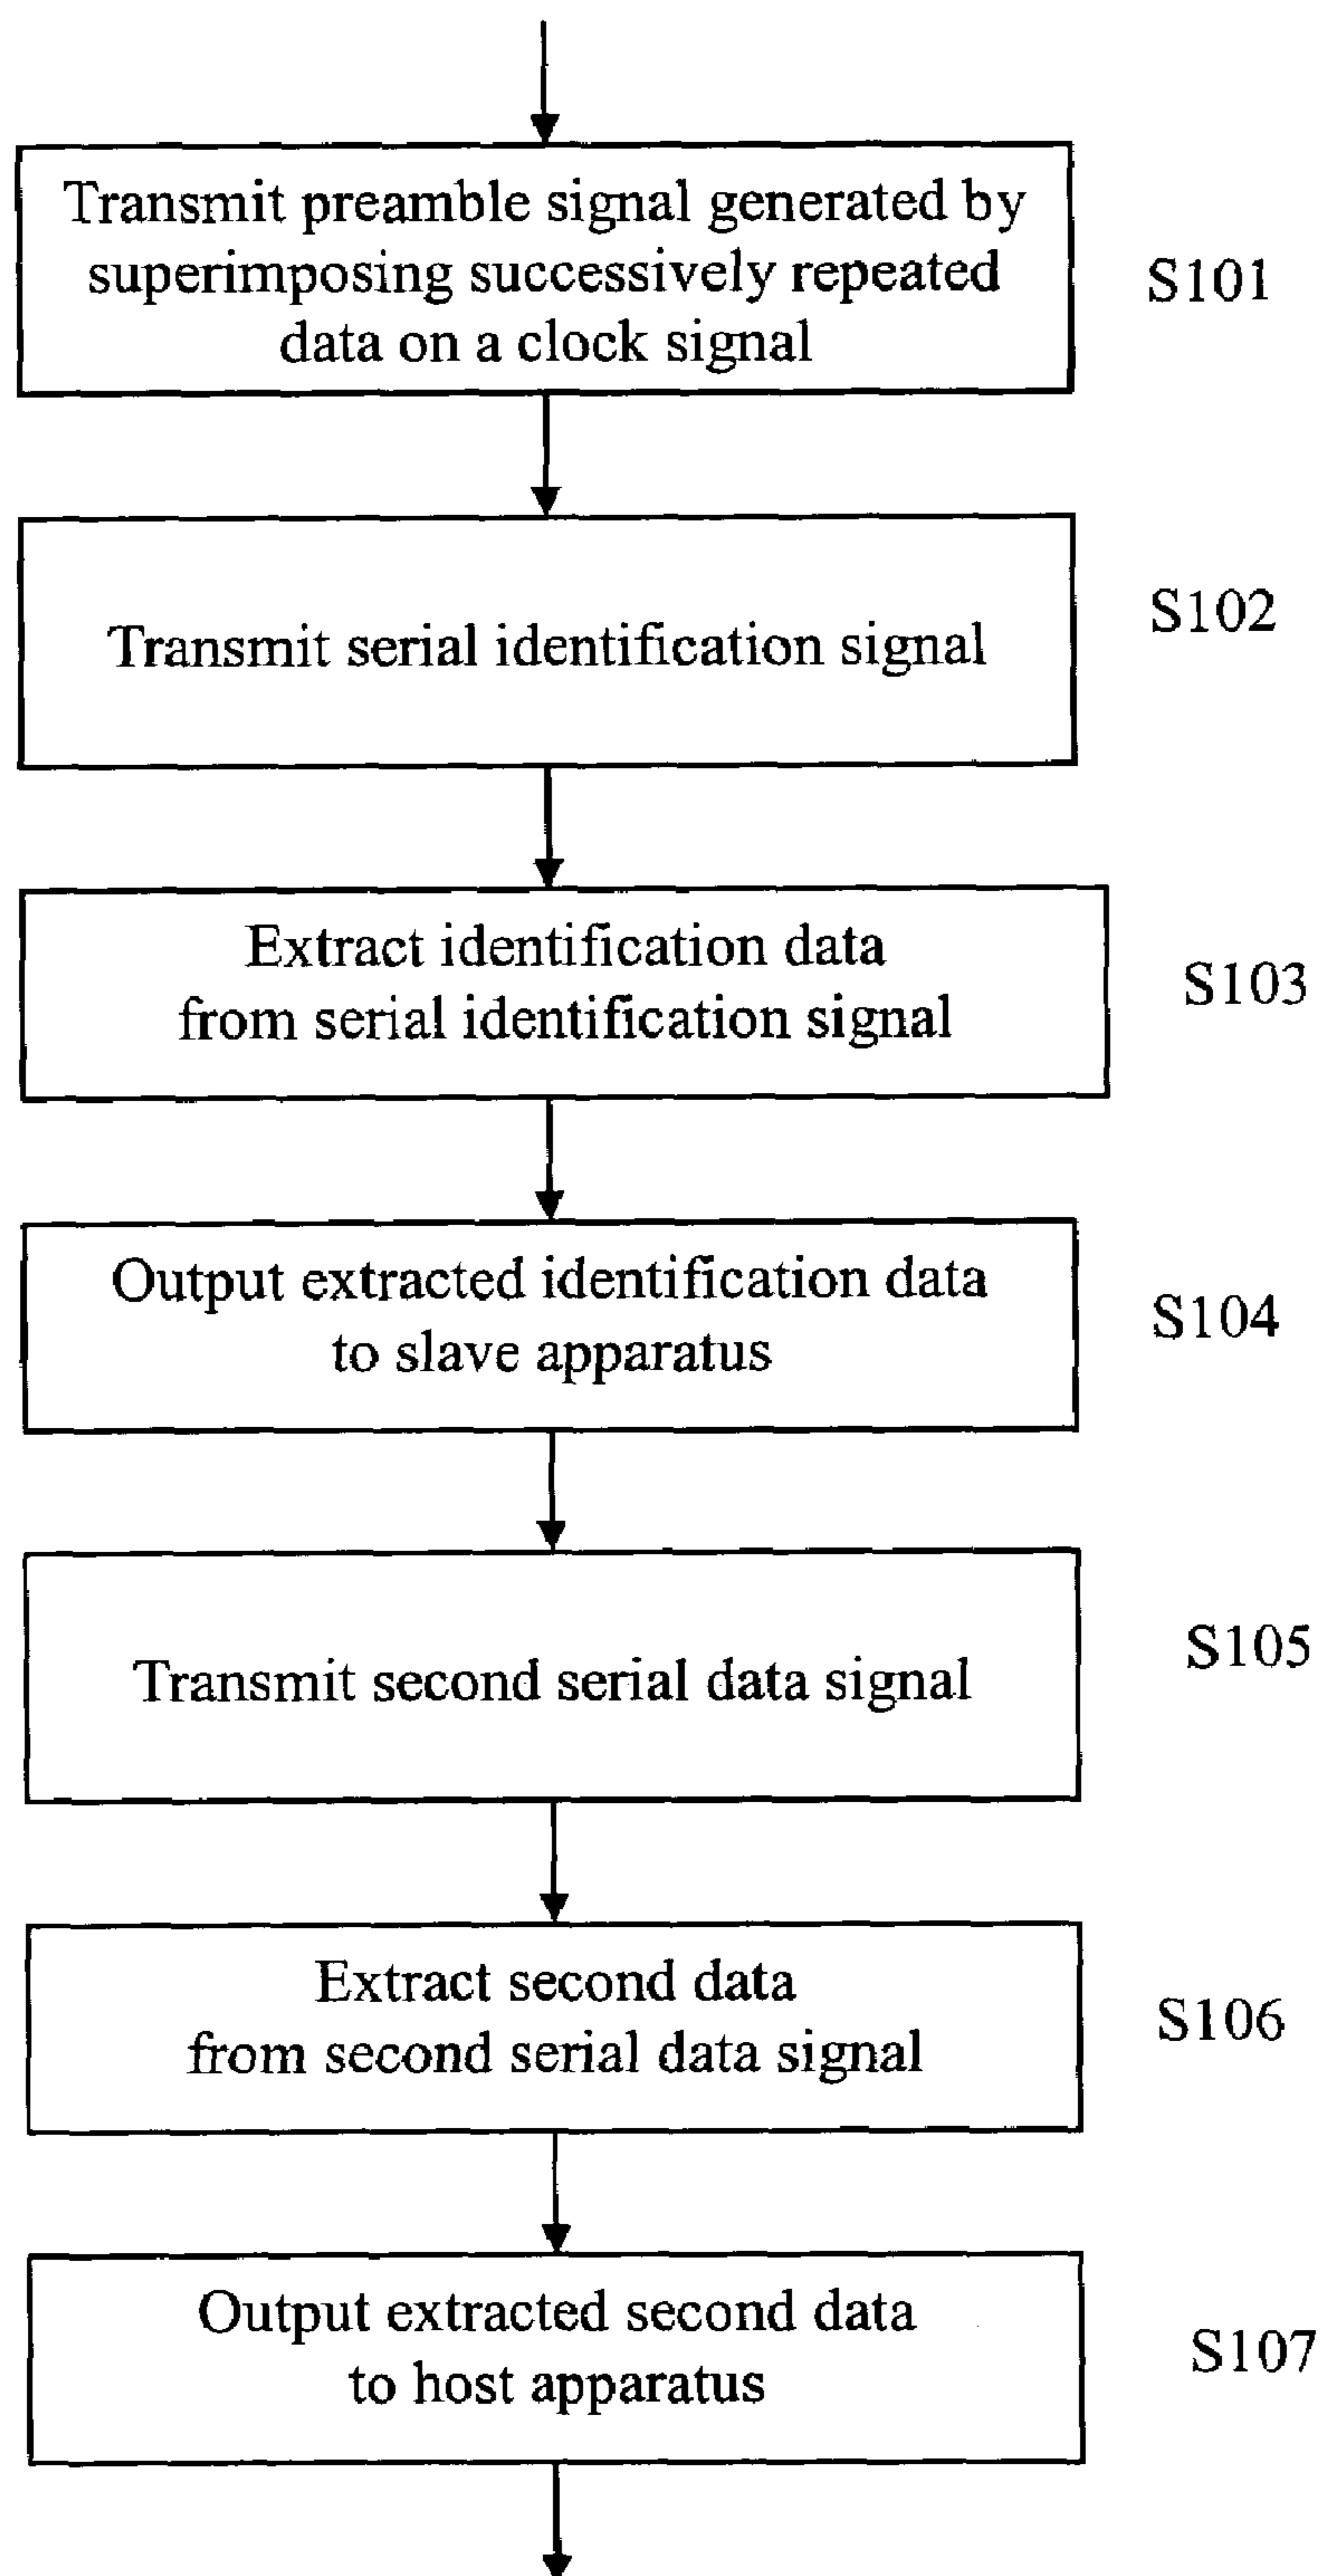 Transmit preamble signal generated by
superimposing successively repeated
data on a clock signal
S101
Transmit serial identification signal
S102
Extract identification data
from serial identification signal
S103
Output extracted identification data
to slave apparatus
S104
Transmit second serial data signal
S105
Extract second data
from second serial data signal
S106
Output extracted second data
to host apparatus
S107